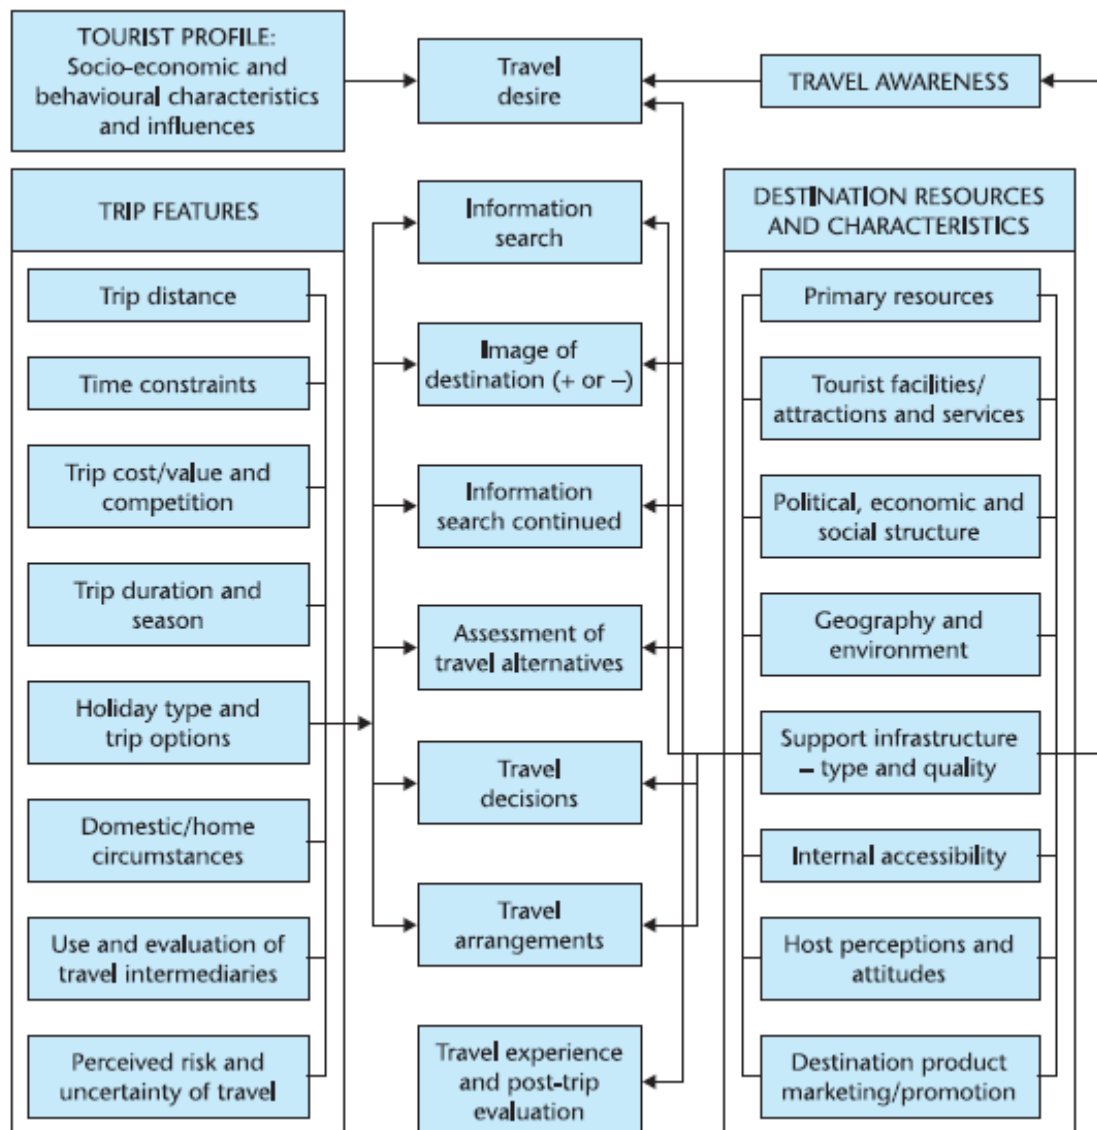 TOURIST PROFILE:
Socio-economic and
behavioural characteristics
and influences
Travel
desire
TRAVEL AWARENESS
TRIP FEATURES
Trip distance
Time constraints
Trip cost/value and
competition
Trip duration and
season
Holiday type and
trip options
Domestic/home
circumstances
Use and evaluation of
travel intermediaries
Perceived risk and
uncertainty of travel
Information
search
Image of
destination (+ or –)
Information
search continued
Assessment of
travel alternatives
Travel
decisions
Travel
arrangements
Travel experience
and post-trip
evaluation
DESTINATION RESOURCES
AND CHARACTERISTICS
Primary resources
Tourist facilities/
attractions and services
Political, economic and
social structure
Geography and
environment
Support infrastructure
– type and quality
Internal accessibility
Host perceptions and
attitudes
Destination product
marketing/promotion